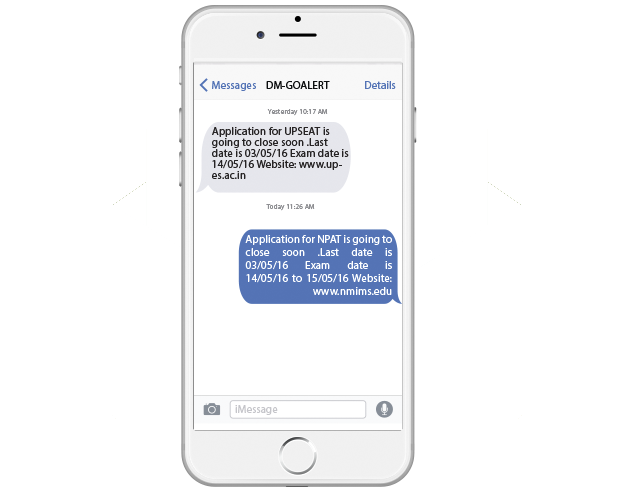 Messages DM-GOALERT Details
Yesterday 10:17 AM
Application for UPSEAT is
going to close soon .Last
date is 03/05/16 Exam date is
14/05/16 Website: www.up-
es.ac.in
Today 11:26 AM
Application for NPAT is going to
close soon .Last date is
03/05/16 Exam date is
14/05/16 to 15/05/16 Website:
www.nmims.edu
iMessage